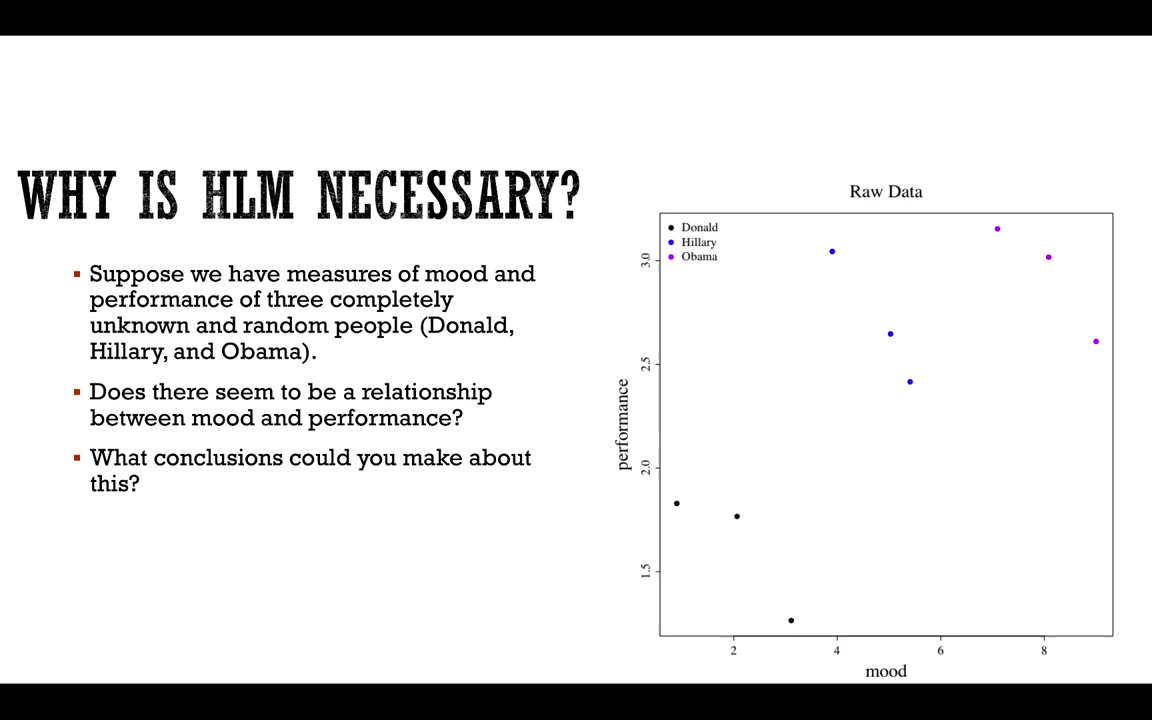 WHY IS HLM NECESSARY?
▪ Suppose we have measures of mood and
performance of three completely
unknown and random people (Donald,
Hillary, and Obama).
▪ Does there seem to be a relationship
between mood and performance?
▪ What conclusions could you make about
this?
Raw Data
Donald
Hillary
Obama
performance
3.0
2.5
2.0
1.5
2 4 6 8
mood